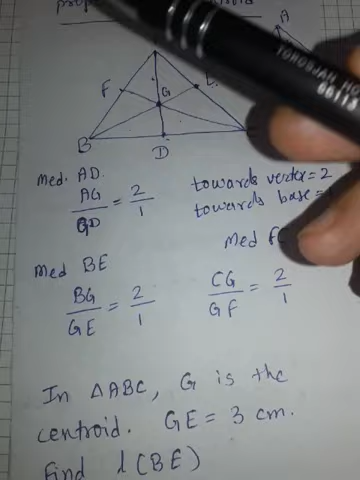 A
F
G
B
D
Med. AD.
AG/GD = 2/1
towards vertex = 2
towards base =
Med
Med BE
BG/GE = 2/1
CG/GF = 2/1
In △ABC, G is the
centroid. GE = 3 cm.
Find l(BE)